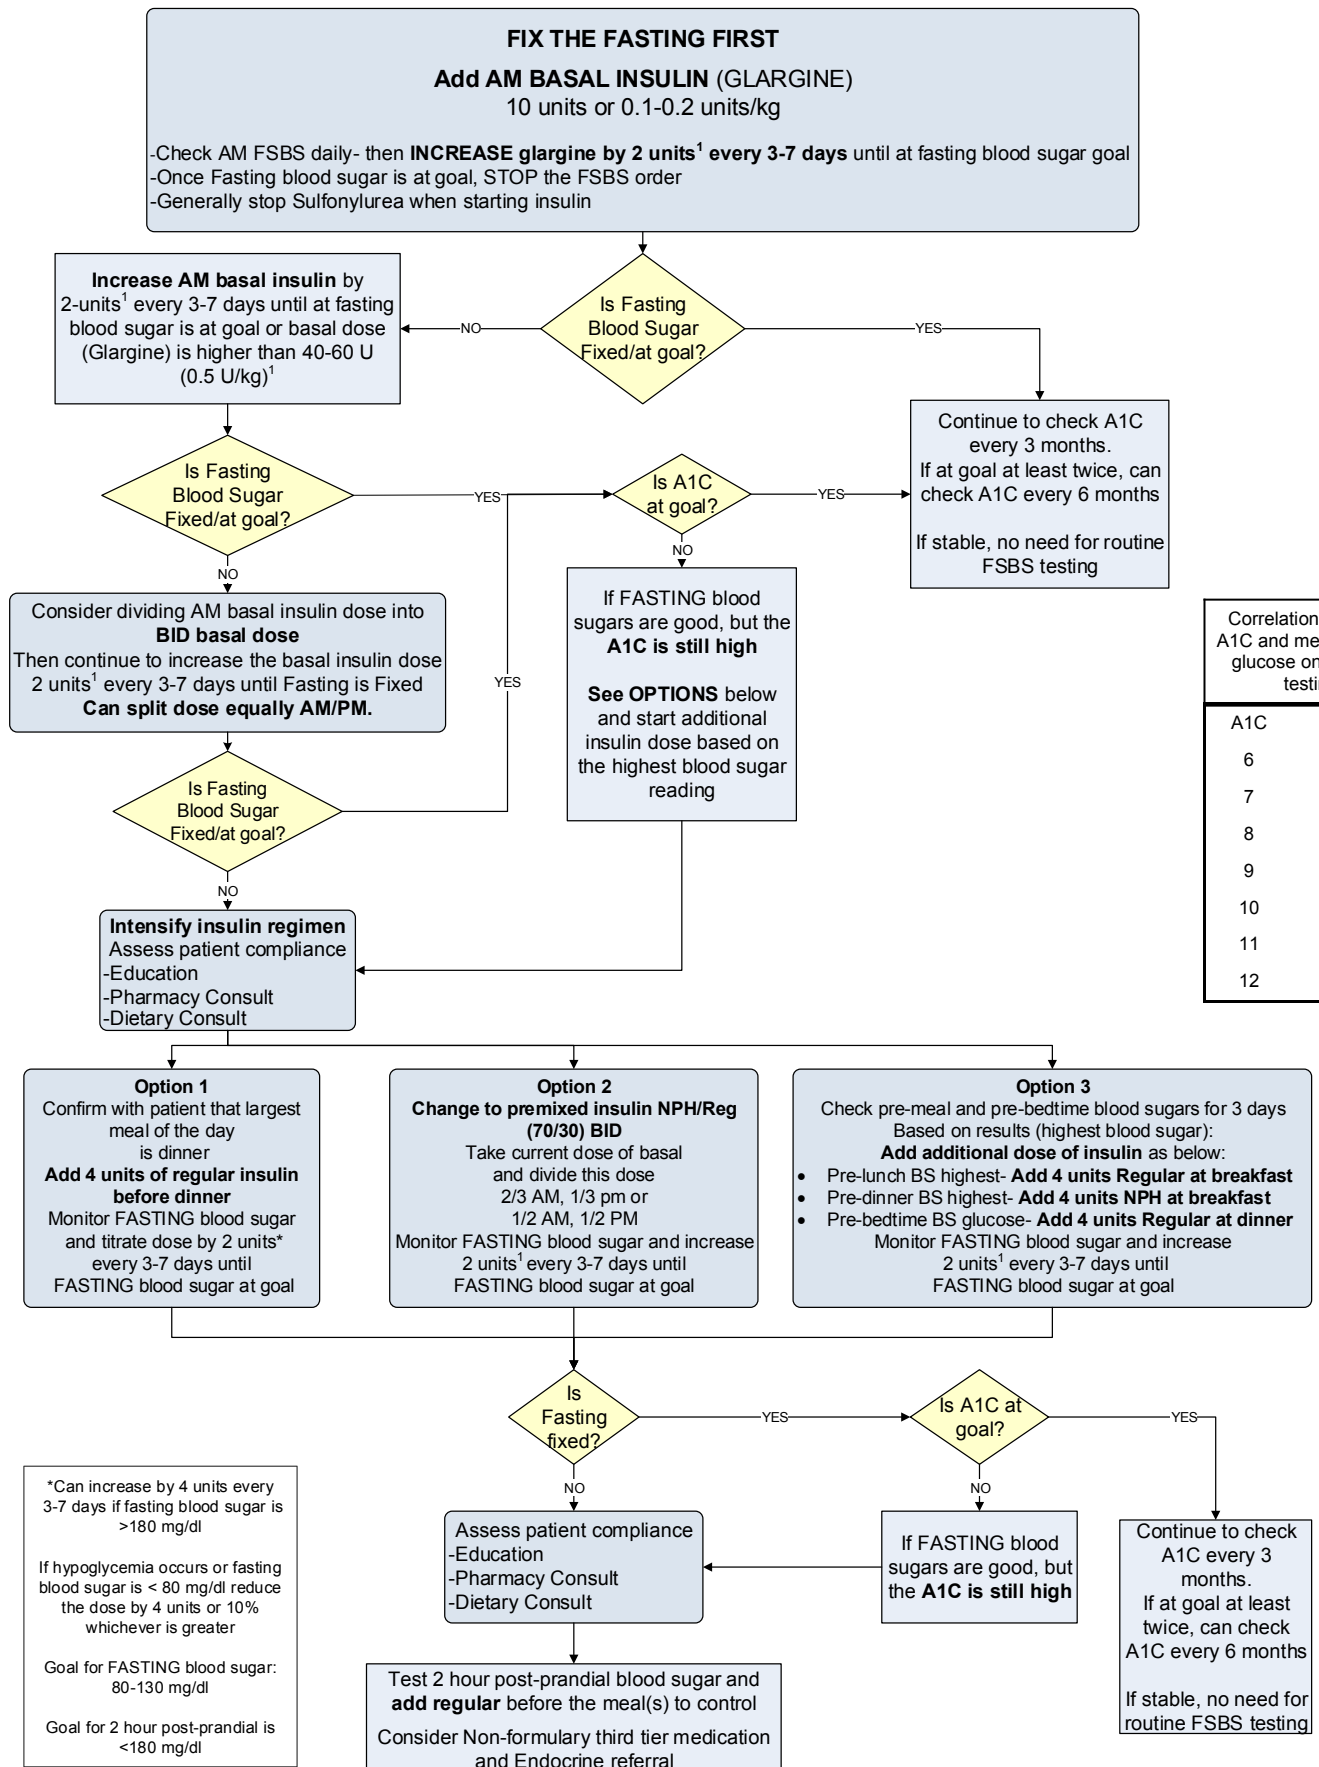 FIX THE FASTING FIRST
Add AM BASAL INSULIN (GLARGINE)
10 units or 0.1-0.2 units/kg
-Check AM FSBS daily- then INCREASE glargine by 2 units¹ every 3-7 days until at fasting blood sugar goal
-Once Fasting blood sugar is at goal, STOP the FSBS order
-Generally stop Sulfonylurea when starting insulin
Is Fasting
Blood Sugar
Fixed/at goal?
NO
YES
Increase AM basal insulin by
2-units¹ every 3-7 days until at fasting
blood sugar is at goal or basal dose
(Glargine) is higher than 40-60 U
(0.5 U/kg)¹
Continue to check A1C
every 3 months.
If at goal at least twice, can
check A1C every 6 months
If stable, no need for routine
FSBS testing
Is Fasting
Blood Sugar
Fixed/at goal?
YES
NO
Is A1C
at goal?
YES
NO
Consider dividing AM basal insulin dose into
BID basal dose
Then continue to increase the basal insulin dose
2 units¹ every 3-7 days until Fasting is Fixed
Can split dose equally AM/PM.
YES
If FASTING blood
sugars are good, but the
A1C is still high
See OPTIONS below
and start additional
insulin dose based on
the highest blood sugar
reading
Correlation
A1C and
glucose on
A1C
6
7
8
9
10
11
12
Is Fasting
Blood Sugar
Fixed/at goal?
NO
Intensify insulin regimen
Assess patient compliance
-Education
-Pharmacy Consult
-Dietary Consult
Option 1
Confirm with patient that largest
meal of the day
is dinner
Add 4 units of regular insulin
before dinner
Monitor FASTING blood sugar
and titrate dose by 2 units*
every 3-7 days until
FASTING blood sugar at goal
Option 2
Change to premixed insulin NPH/Reg
(70/30) BID
Take current dose of basal
and divide this dose
2/3 AM, 1/3 pm or
1/2 AM, 1/2 PM
Monitor FASTING blood sugar and increase
2 units¹ every 3-7 days until
FASTING blood sugar at goal
Option 3
Check pre-meal and pre-bedtime blood sugars for 3 days
Based on results (highest blood sugar):
Add additional dose of insulin as below:
• Pre-lunch BS highest- Add 4 units Regular at breakfast
• Pre-dinner BS highest- Add 4 units NPH at breakfast
• Pre-bedtime BS glucose- Add 4 units Regular at dinner
Monitor FASTING blood sugar and increase
2 units¹ every 3-7 days until
FASTING blood sugar at goal
Is
Fasting
fixed?
YES
NO
Is A1C at
goal?
YES
NO
*Can increase by 4 units every
3-7 days if fasting blood sugar is
>180 mg/dl
If hypoglycemia occurs or fasting
blood sugar is < 80 mg/dl reduce
the dose by 4 units or 10%
whichever is greater
Goal for FASTING blood sugar:
80-130 mg/dl
Goal for 2 hour post-prandial is
<180 mg/dl
Assess patient compliance
-Education
-Pharmacy Consult
-Dietary Consult
If FASTING blood
sugars are good, but
the A1C is still high
Continue to check
A1C every 3
months.
If at goal at least
twice, can check
A1C every 6 months
If stable, no need for
routine FSBS testing
Test 2 hour post-prandial blood sugar and
add regular before the meal(s) to control
Consider Non-formulary third tier medication
and Endocrine referral